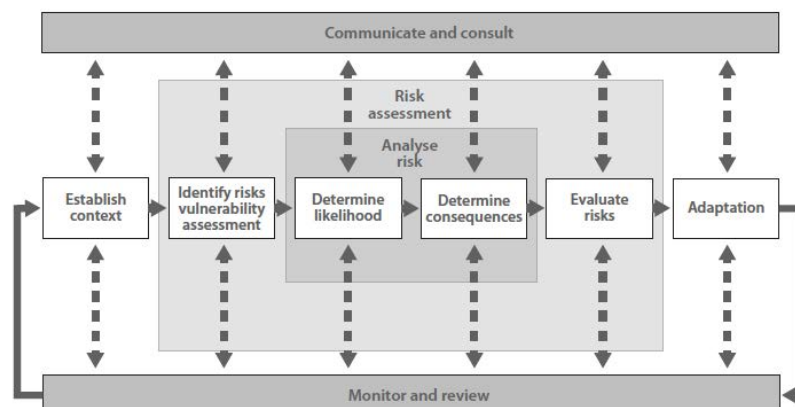 Communicate and consult
Risk
assessment
Analyse
risk
Establish
context
Identify risks
vulnerability
assessment
Determine
likelihood
Determine
consequences
Evaluate
risks
Adaptation
Monitor and review